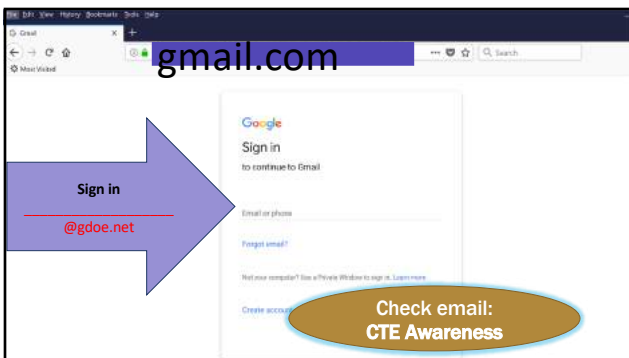 File Edit View History Bookmarks Tools Help
Gmail
gmail.com
Search
Most Visited
Google
Sign in
to continue to Gmail
Sign in
@gdoe.net
Email or phone
Forgot email?
Not your computer? Use a Private Window to sign in. Learn more
Create account
Check email:
CTE Awareness